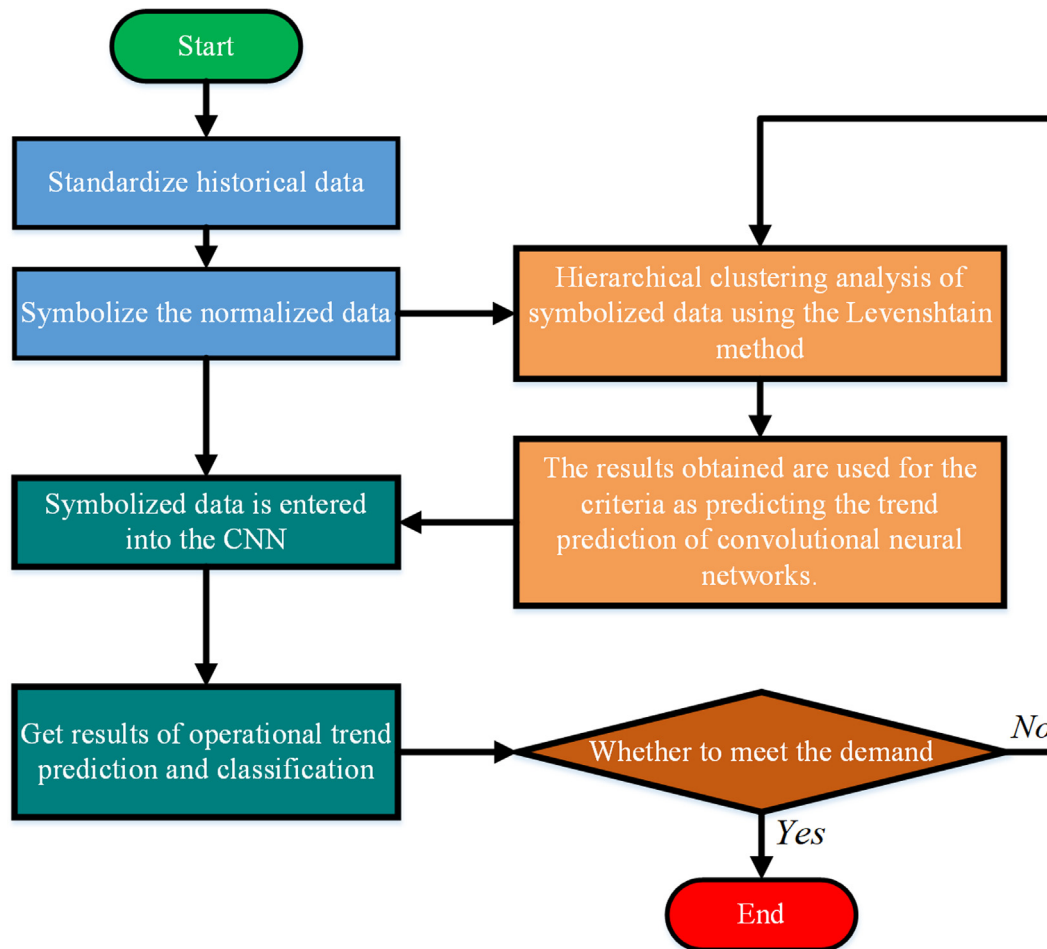 Start
Standardize historical data
Symbolize the normalized data
Hierarchical clustering analysis of
symbolized data using the Levenshtain
method
The results obtained are used for the
criteria as predicting the trend
prediction of convolutional neural
networks.
Symbolized data is entered
into the CNN
Get results of operational trend
prediction and classification
Whether to meet the demand
No
Yes
End